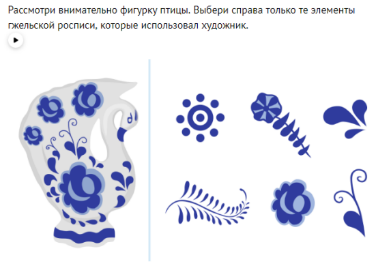 Рассмотри внимательно фигурку птицы. Выбери справа только те элементы
гжельской росписи, которые использовал художник.